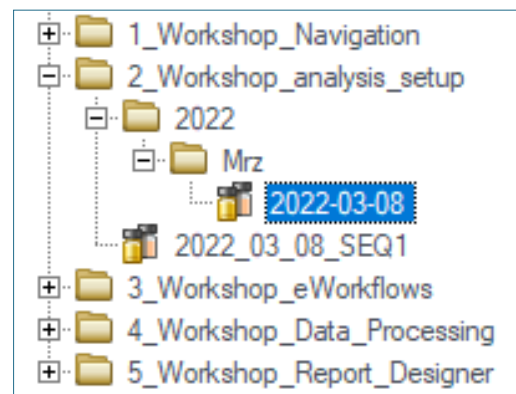 1_Workshop_Navigation
2_Workshop_analysis_setup
2022
Mrz
2022-03-08
2022_03_08_SEQ1
3_Workshop_eWorkflows
4_Workshop_Data_Processing
5_Workshop_Report_Designer